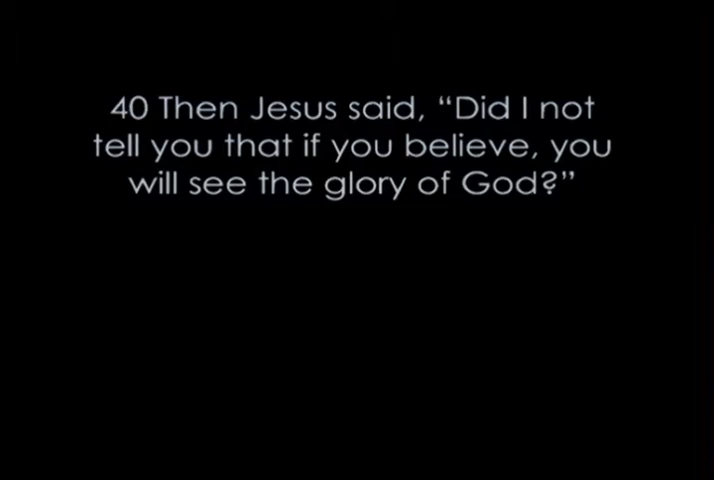 40 Then Jesus said, “Did I not
tell you that if you believe, you
will see the glory of God?”